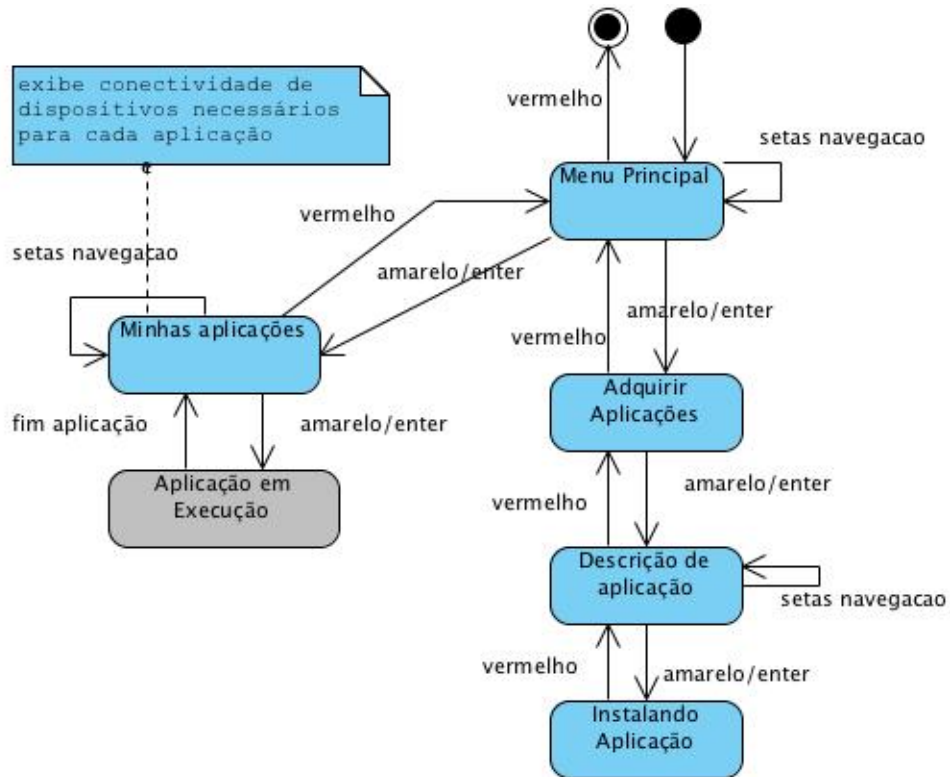 exibe conectividade de
dispositivos necessários
para cada aplicação
vermelho
setas navegacao
Menu Principal
vermelho
setas navegacao
amarelo/enter
Minhas aplicações
vermelho
amarelo/enter
fim aplicação
amarelo/enter
Adquirir
Aplicações
Aplicação em
Execução
vermelho
amarelo/enter
Descrição de
aplicação
setas navegacao
vermelho
amarelo/enter
Instalando
Aplicação